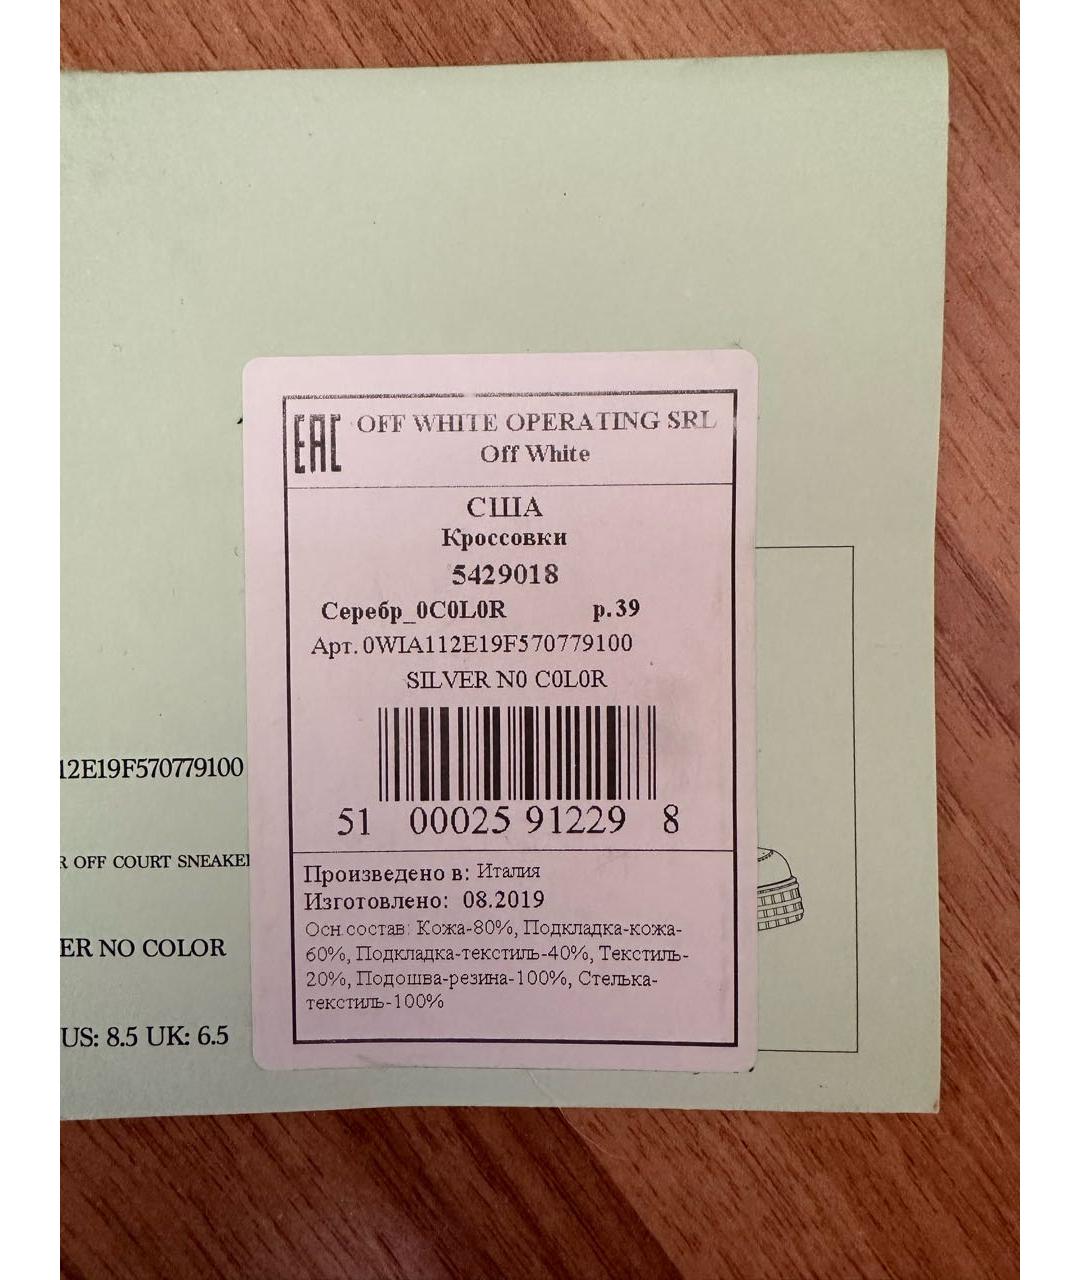 EAC
OFF WHITE OPERATING SRL
Off White
США
Кроссовки
5429018
Серебр_0C0L0R р.39
Арт. 0WIA112E19F570779100
SILVER N0 C0L0R
51 00025 91229 8
Произведено в: Италия
Изготовлено: 08.2019
Осн.состав: Кожа-80%, Подкладка-кожа-
60%, Подкладка-текстиль-40%, Текстиль-
20%, Подошва-резина-100%, Стелька-
текстиль-100%
12E19F570779100
R OFF COURT SNEAKE
ER NO COLOR
US: 8.5 UK: 6.5